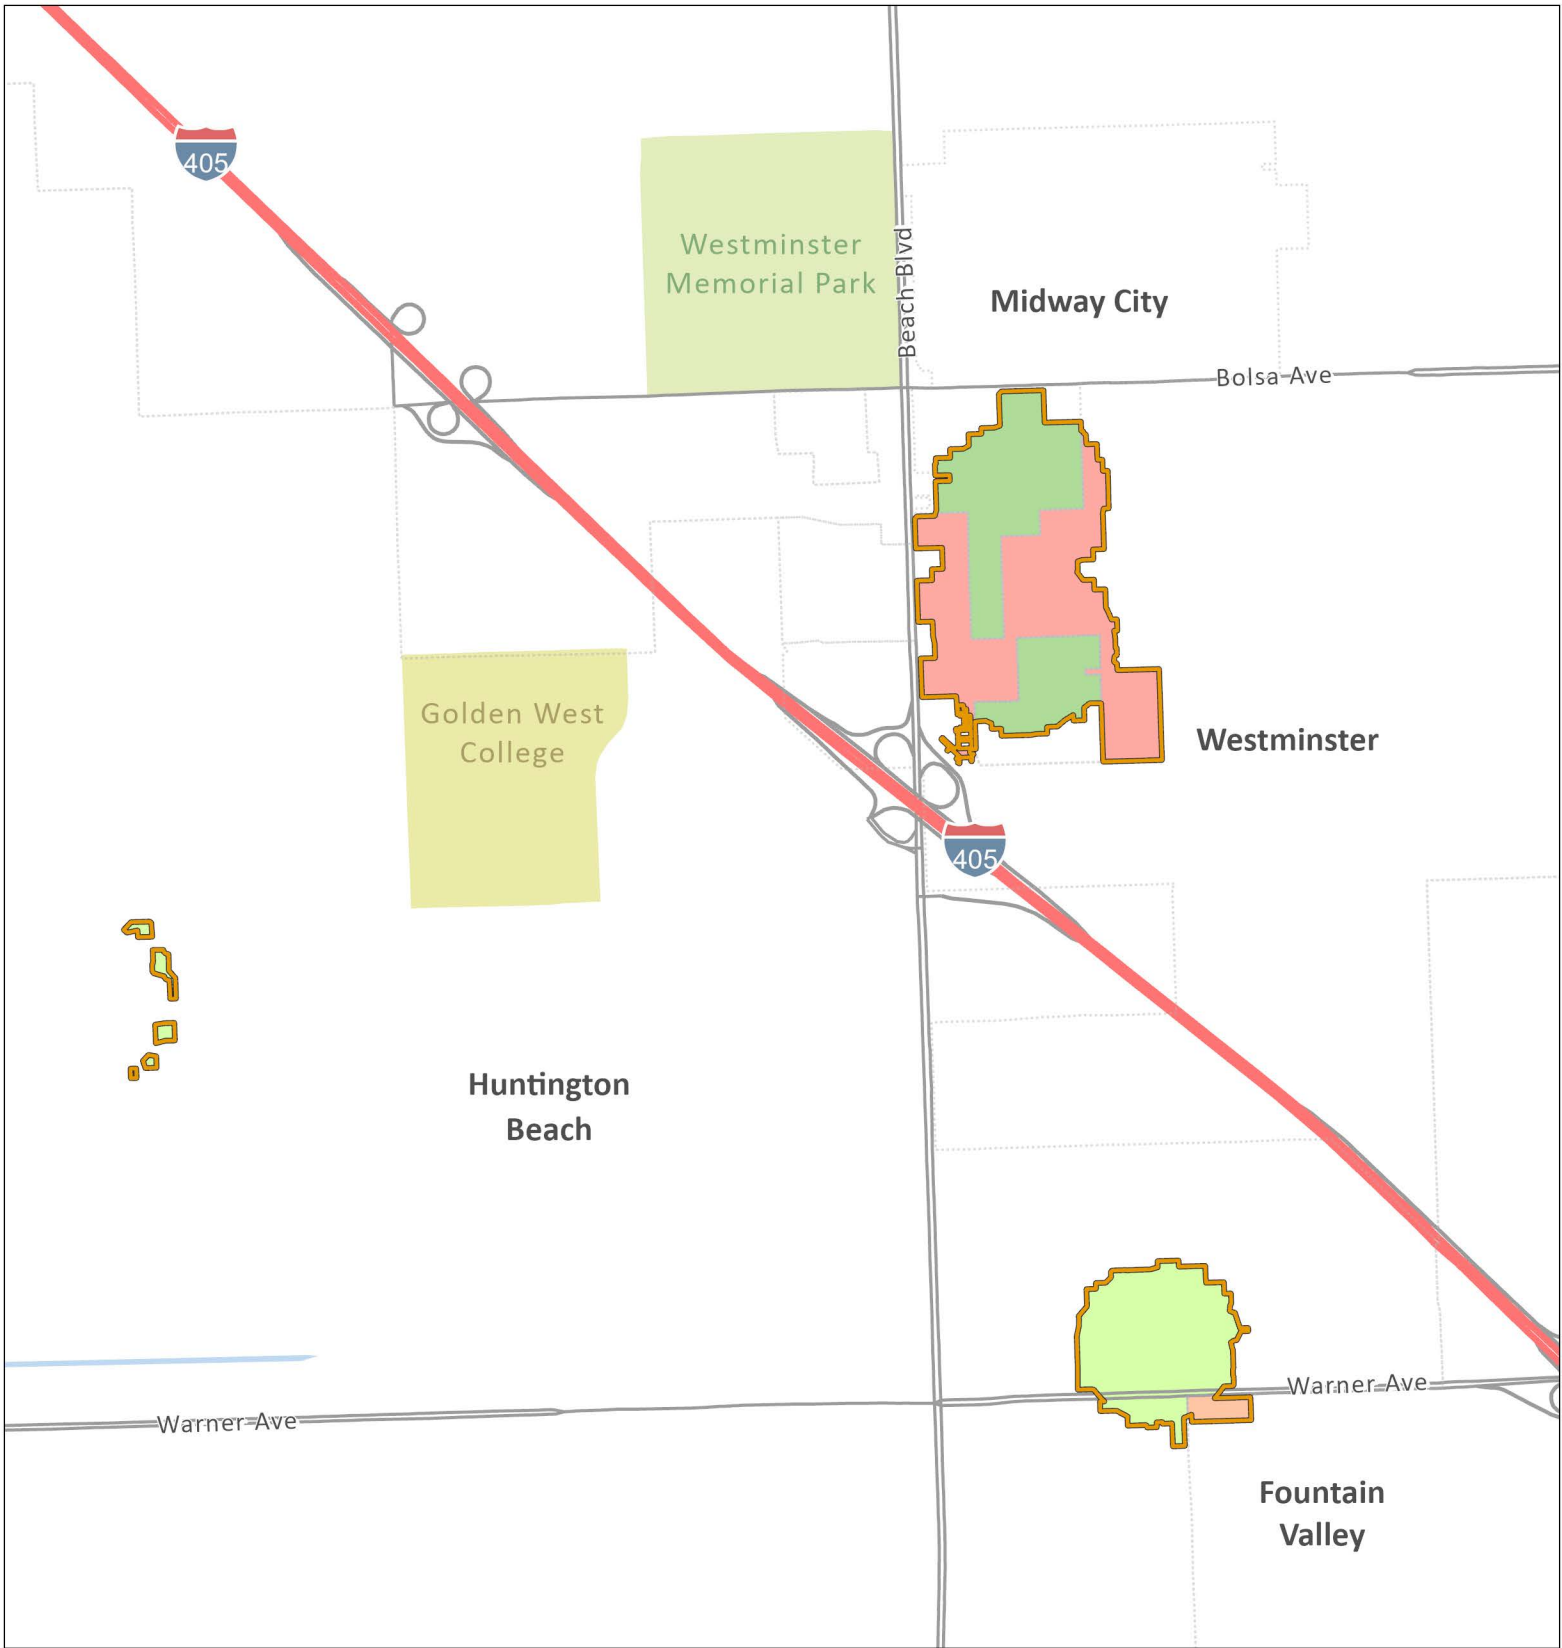 405
Westminster
Memorial Park
Beach Blvd
Midway City
Bolsa Ave
Golden West
College
Westminster
405
Huntington
Beach
Warner Ave
Warner Ave
Fountain
Valley